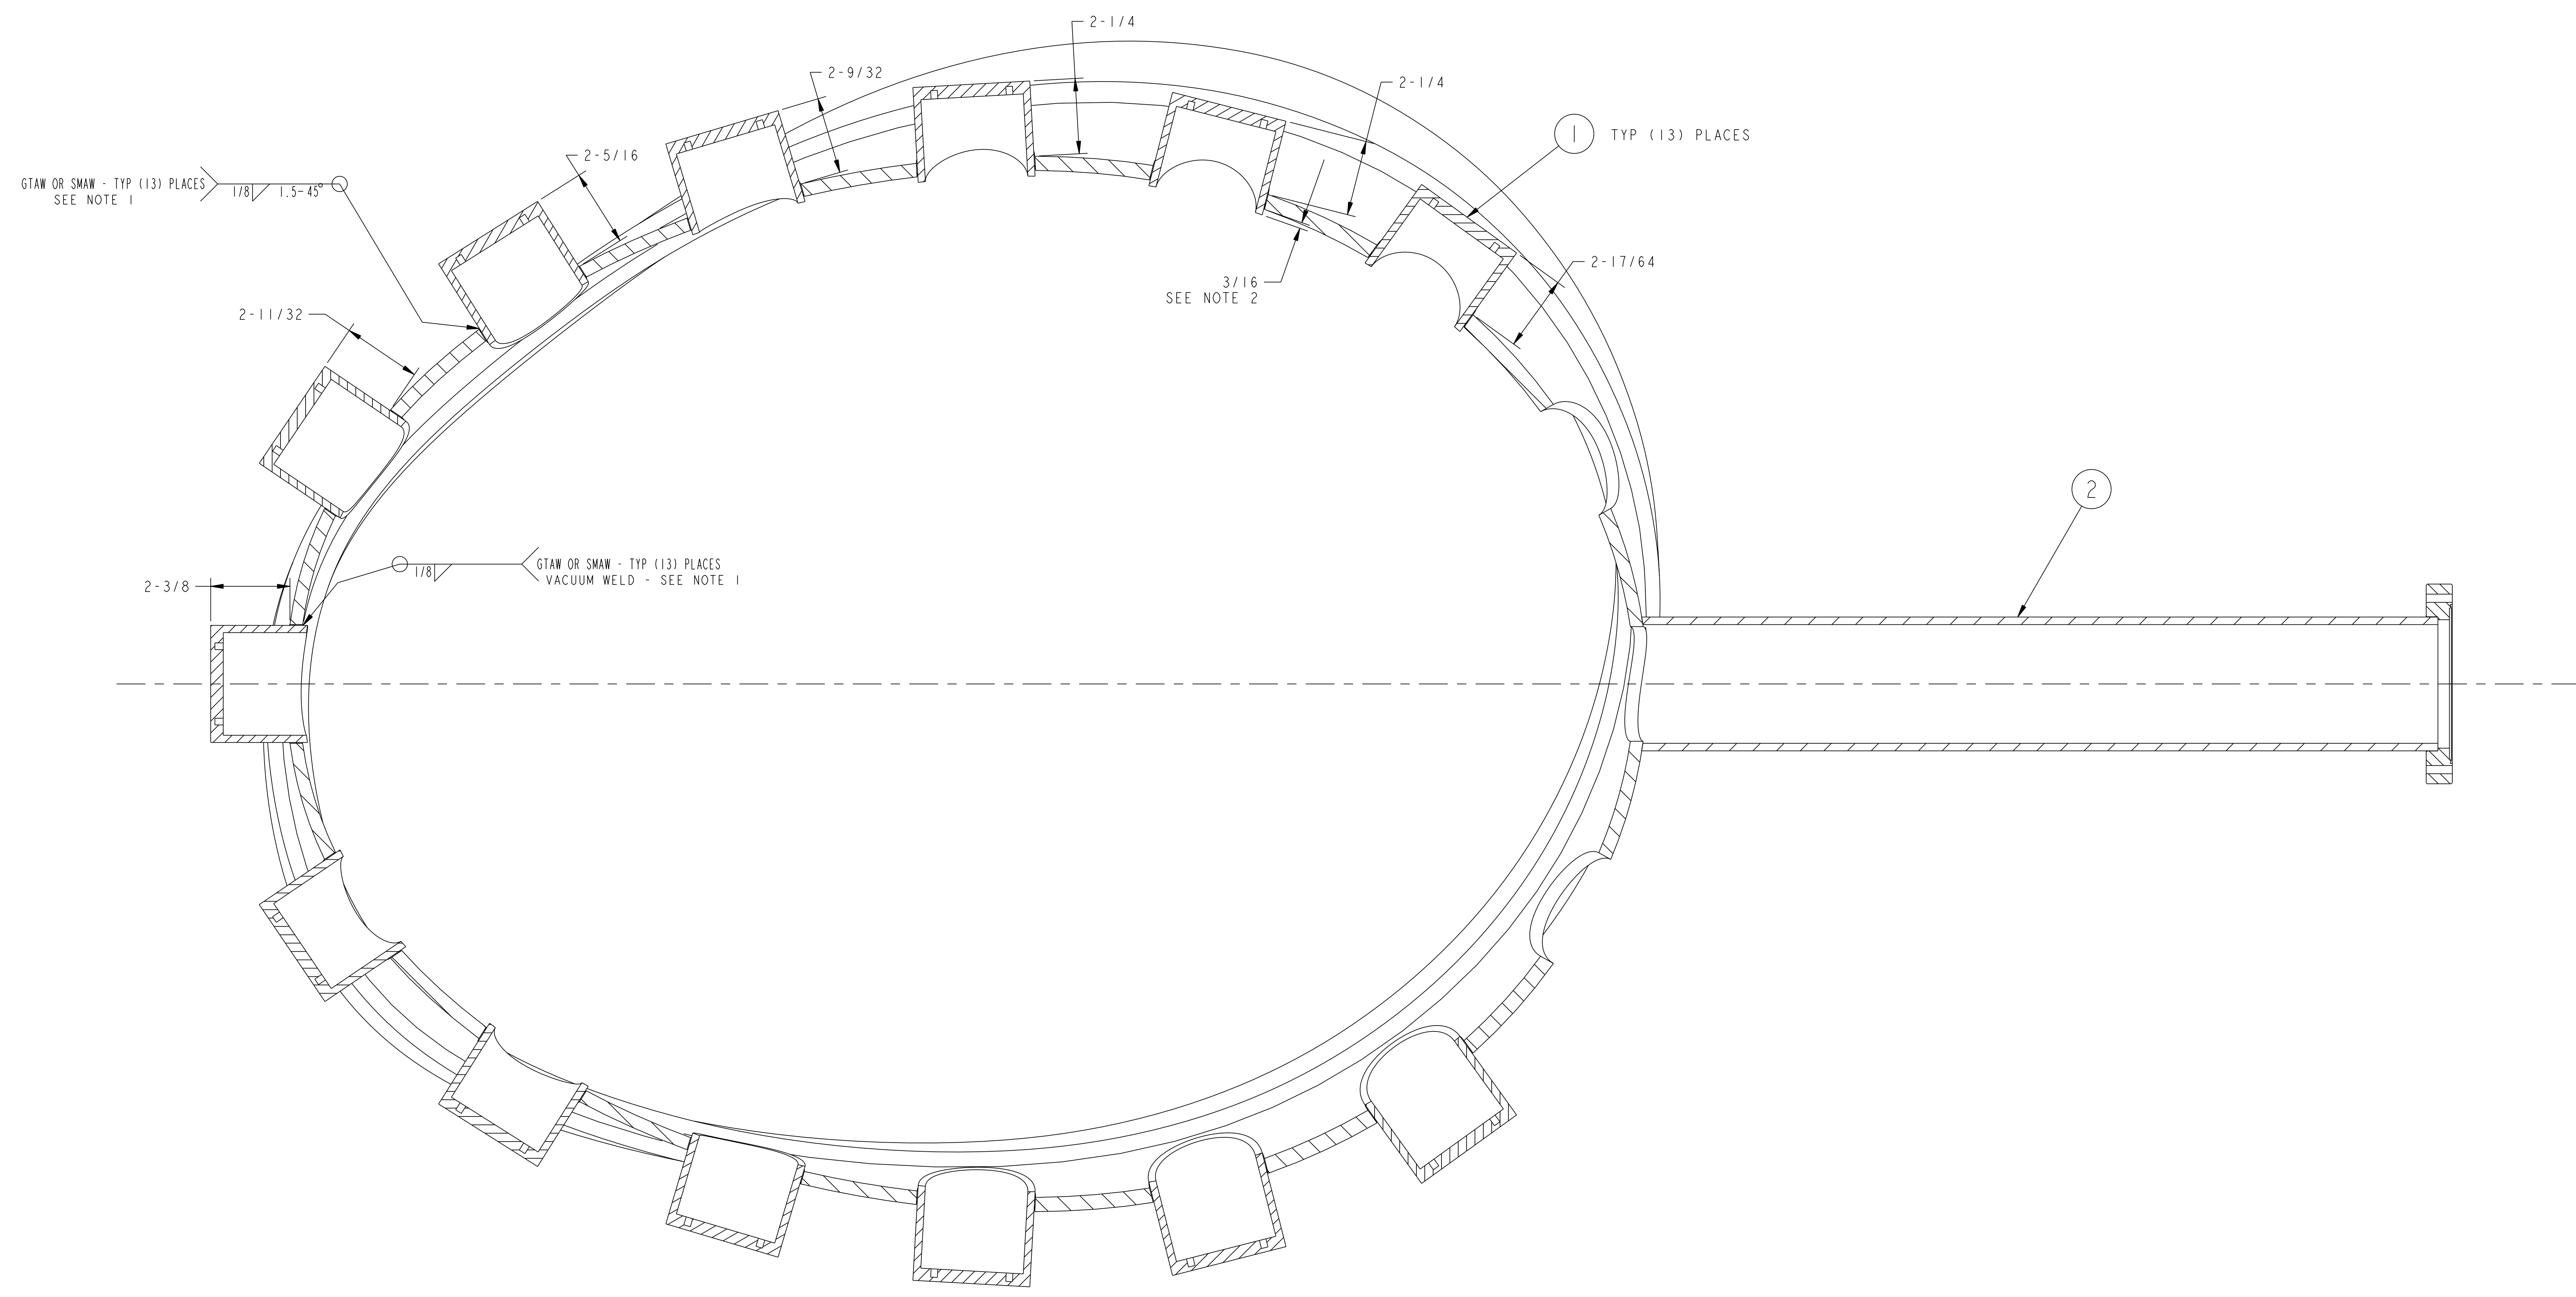 2-1/4
2-9/32
2-1/4
1 TYP (13) PLACES
2-5/16
GTAW OR SMAW - TYP (13) PLACES
SEE NOTE 1
1/8 1.5-45°
2-17/64
3/16
SEE NOTE 2
2-11/32
2
GTAW OR SMAW - TYP (13) PLACES
VACUUM WELD - SEE NOTE 1
1/8
2-3/8